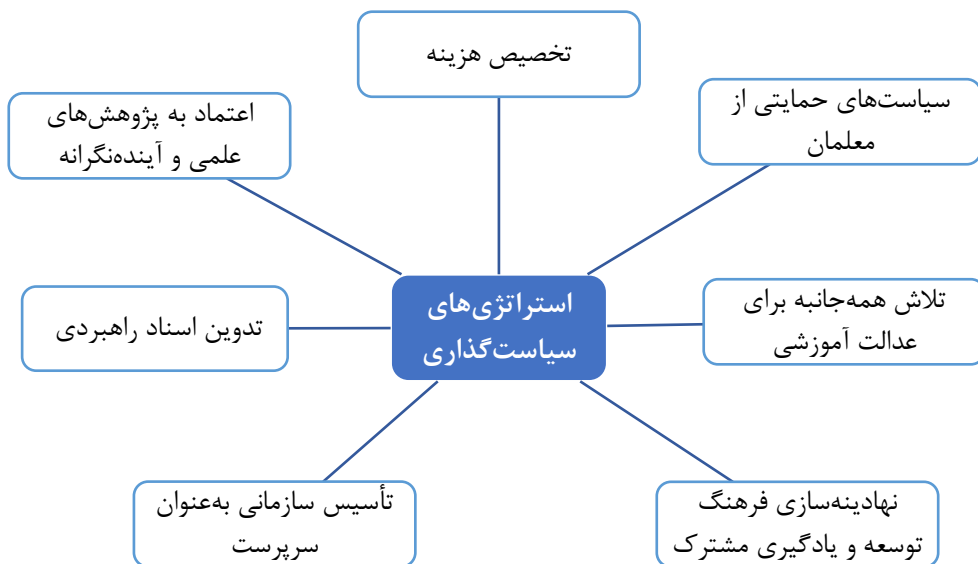 تخصیص هزینه
سیاست‌های حمایتی از
معلمان
اعتماد به پژوهش‌های
علمی و آینده‌نگرانه
استراتژی‌های
سیاست‌گذاری
تلاش همه‌جانبه برای
عدالت آموزشی
تدوین اسناد راهبردی
نهادینه‌سازی فرهنگ
توسعه و یادگیری مشترک
تأسیس سازمانی به‌عنوان
سرپرست